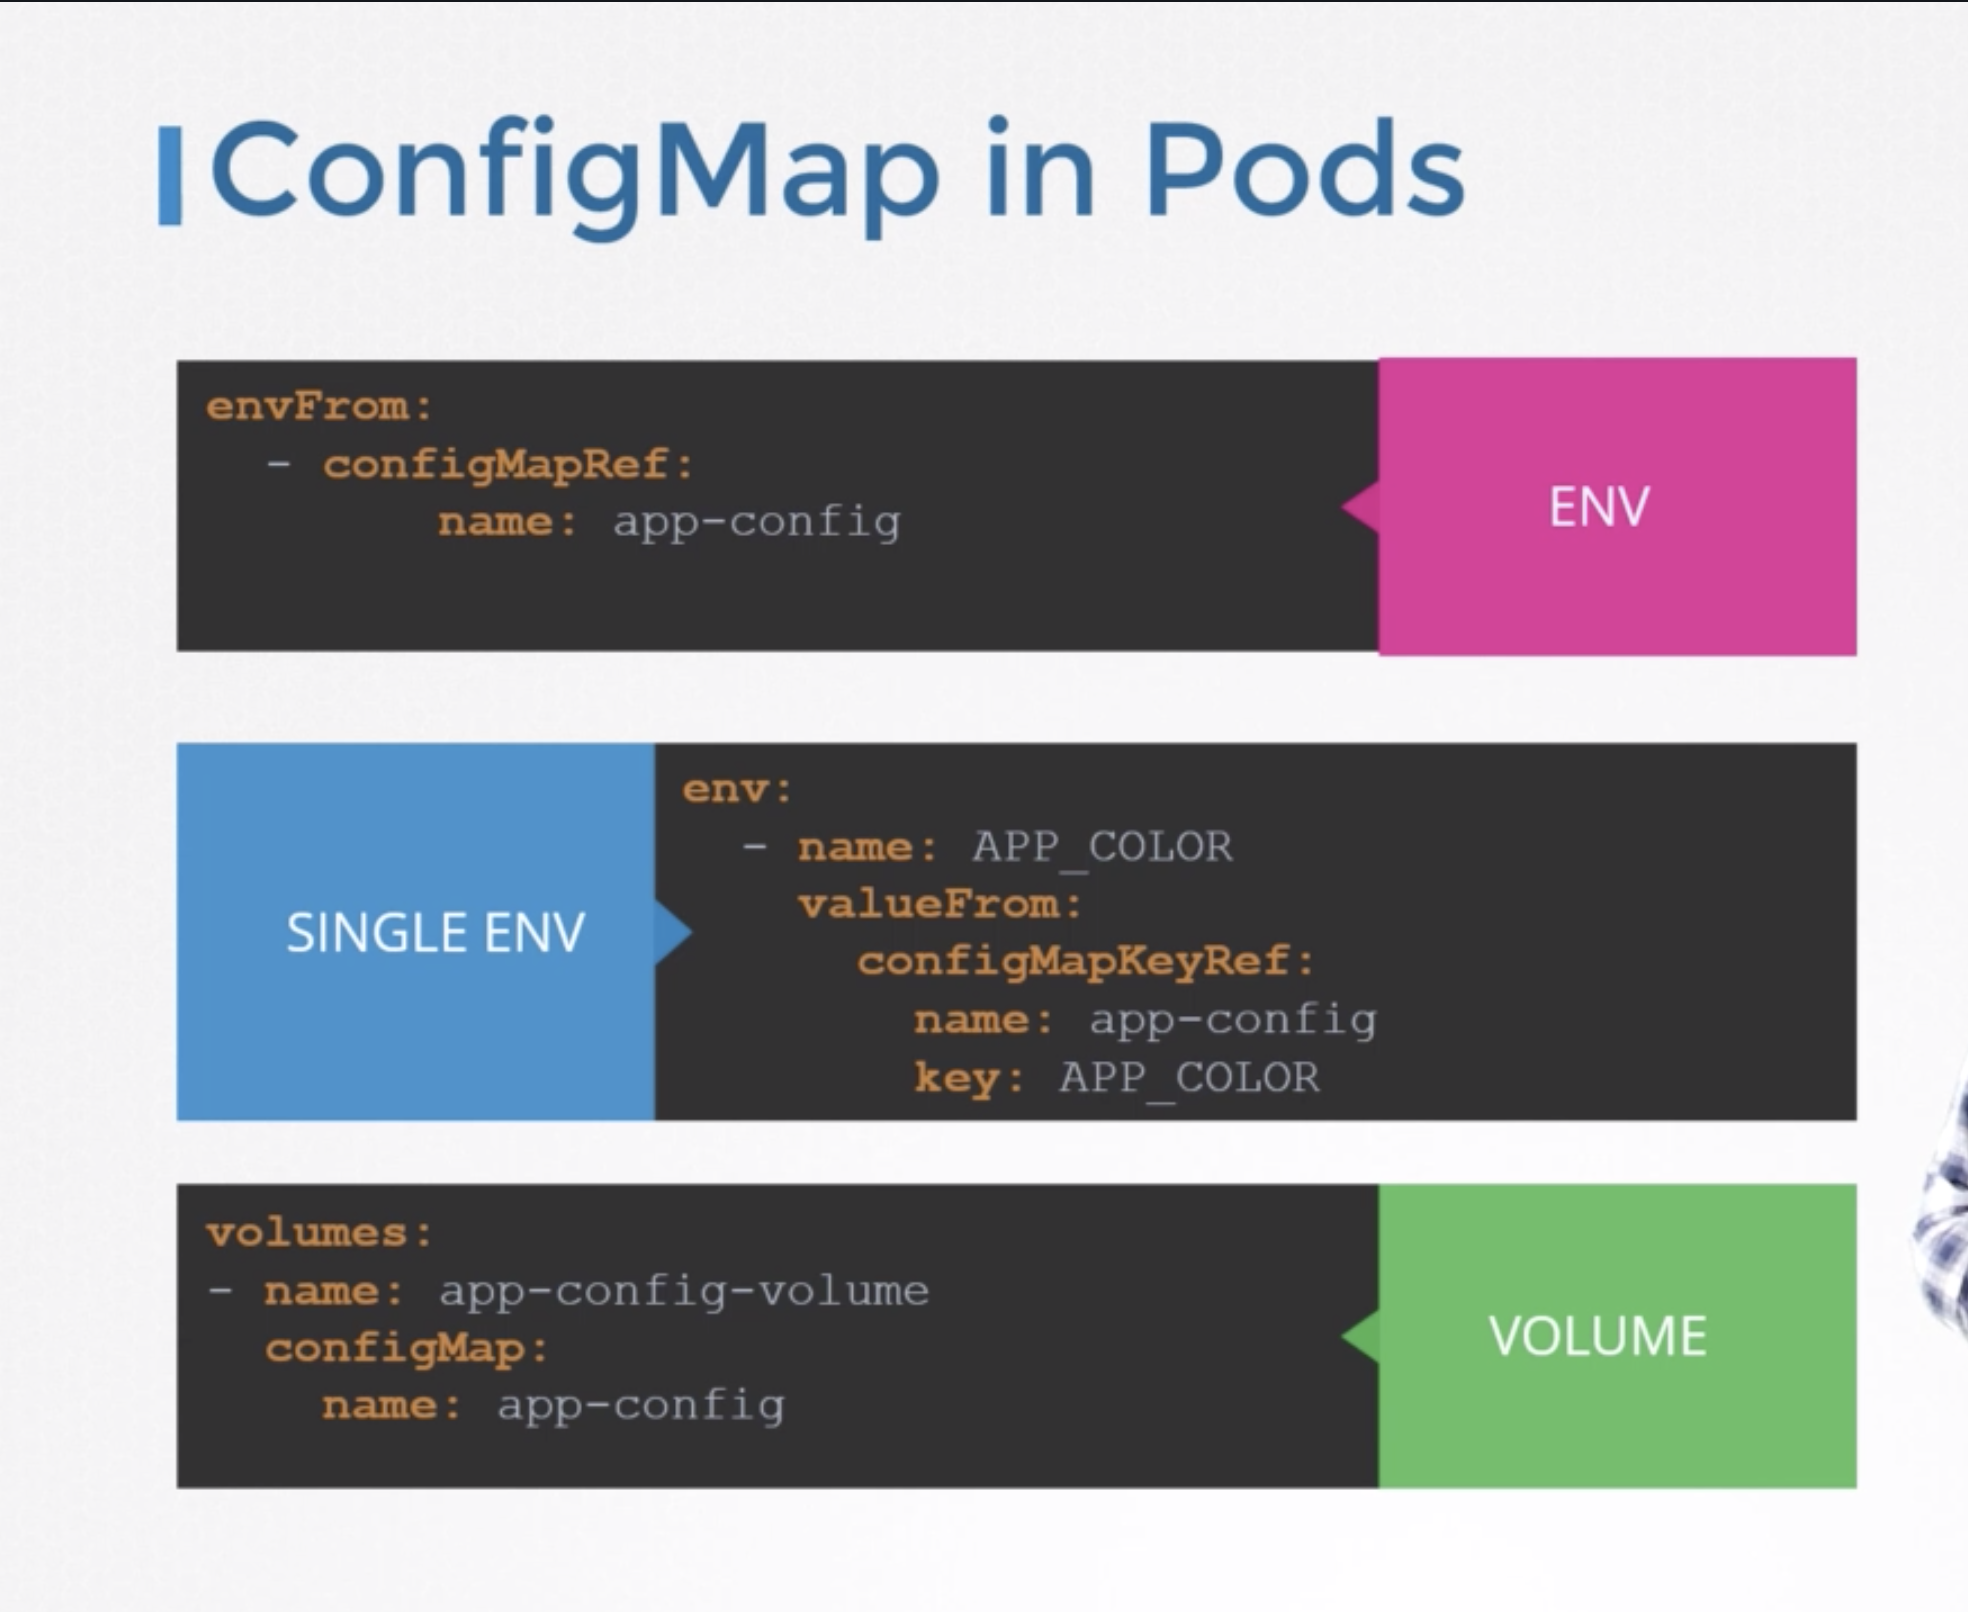 ConfigMap in Pods
envFrom:
  - configMapRef:
        name: app-config
ENV
SINGLE ENV
env:
  - name: APP_COLOR
    valueFrom:
      configMapKeyRef:
        name: app-config
        key: APP_COLOR
volumes:
- name: app-config-volume
  configMap:
    name: app-config
VOLUME